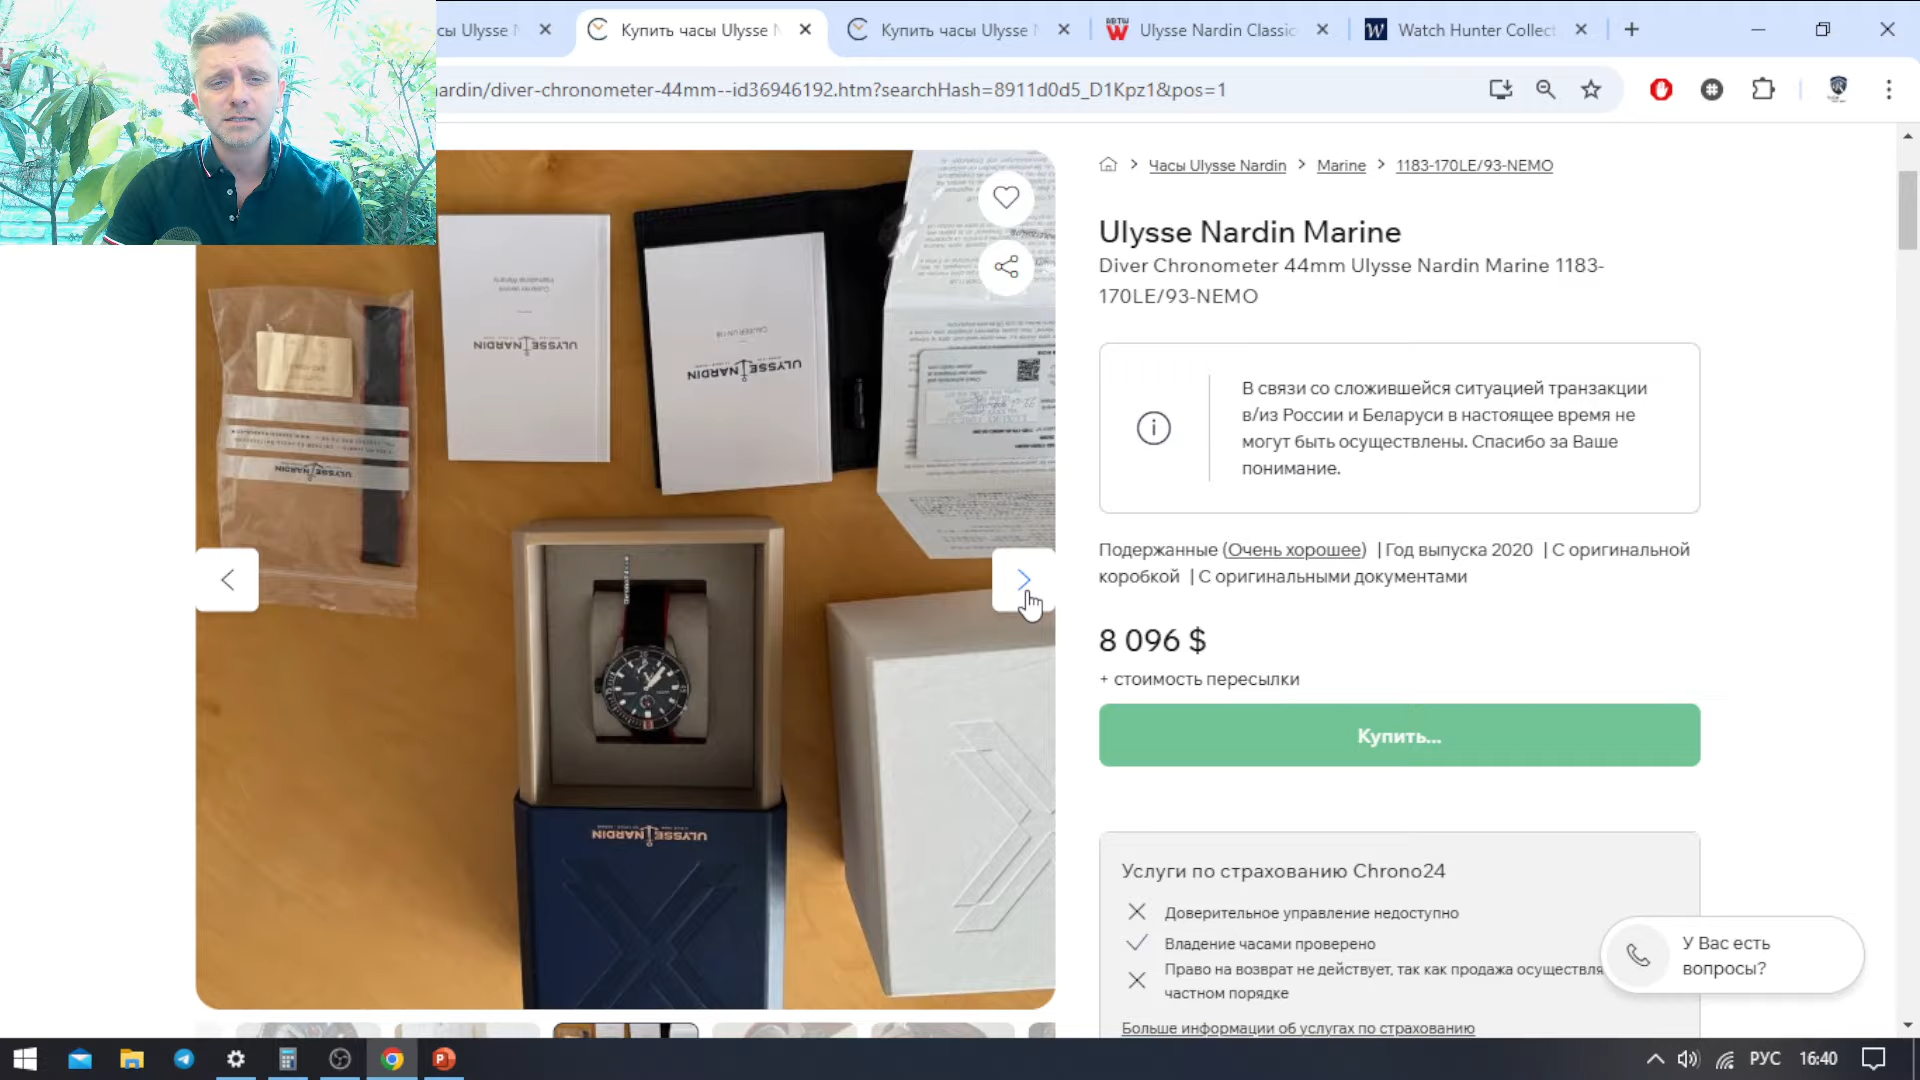 сы Ulysse
Купить часы Ulysse
Купить часы Ulysse
Ulysse Nardin Classic
Watch Hunter Collect
ardin/diver-chronometer-44mm--id36946192.htm?searchHash=8911d0d5_D1Kpz1&pos=1
Часы Ulysse Nardin > Marine > 1183-170LE/93-NEMO
Ulysse Nardin Marine
Diver Chronometer 44mm Ulysse Nardin Marine 1183-
170LE/93-NEMO
В связи со сложившейся ситуацией транзакции
в/из России и Беларуси в настоящее время не
могут быть осуществлены. Спасибо за Ваше
понимание.
Подержанные (Очень хорошее) | Год выпуска 2020 | С оригинальной
коробкой | С оригинальными документами
8 096 $
+ стоимость пересылки
Купить...
Услуги по страхованию Chrono24
Доверительное управление недоступно
Владение часами проверено
Право на возврат не действует, так как продажа осуществля
частном порядке
Больше информации об услугах по страхованию
У Вас есть
вопросы?
ULYSSE NARDIN
ULYSSE NARDIN
ULYSSE NARDIN
ULYSSE NARDIN
РУС 16:40